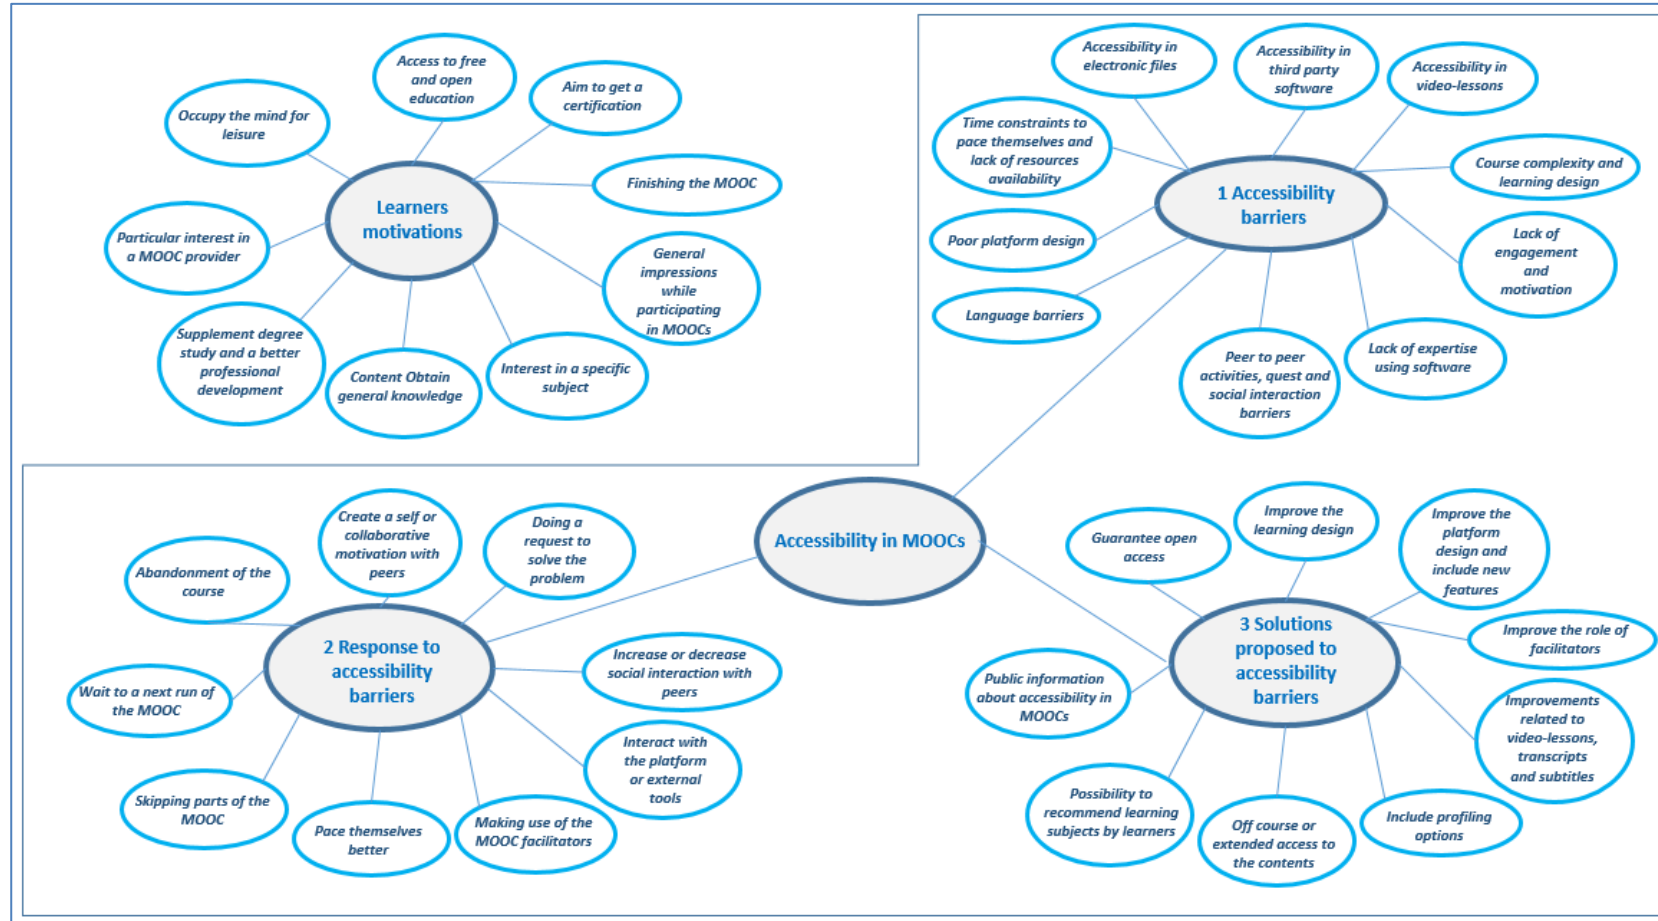 Learners
motivations
Access to free
and open
education
Aim to get a
certification
Finishing the MOOC
General
impressions
while
participating
in MOOCs
Interest in a specific
subject
Content Obtain
general knowledge
Supplement degree
study and a better
professional
development
Particular interest in
a MOOC provider
Occupy the mind for
leisure
1 Accessibility
barriers
Accessibility in
electronic files
Accessibility in
third party
software
Accessibility in
video-lessons
Course complexity and
learning design
Lack of
engagement
and
motivation
Lack of expertise
using software
Peer to peer
activities, quest and
social interaction
barriers
Language barriers
Poor platform design
Time constraints to
pace themselves and
lack of resources
availability
Accessibility in MOOCs
2 Response to
accessibility
barriers
Create a self or
collaborative
motivation with
peers
Doing a
request to
solve the
problem
Increase or decrease
social interaction with
peers
Interact with
the platform
or external
tools
Making use of the
MOOC facilitators
Pace themselves
better
Skipping parts of the
MOOC
Wait to a next run of
the MOOC
Abandonment of the
course
3 Solutions
proposed to
accessibility
barriers
Guarantee open
access
Improve the
learning design
Improve the
platform
design and
include new
features
Improve the role of
facilitators
Improvements
related to
video-lessons,
transcripts
and subtitles
Include profiling
options
Off course or
extended access to
the contents
Possibility to
recommend learning
subjects by learners
Public information
about accessibility in
MOOCs